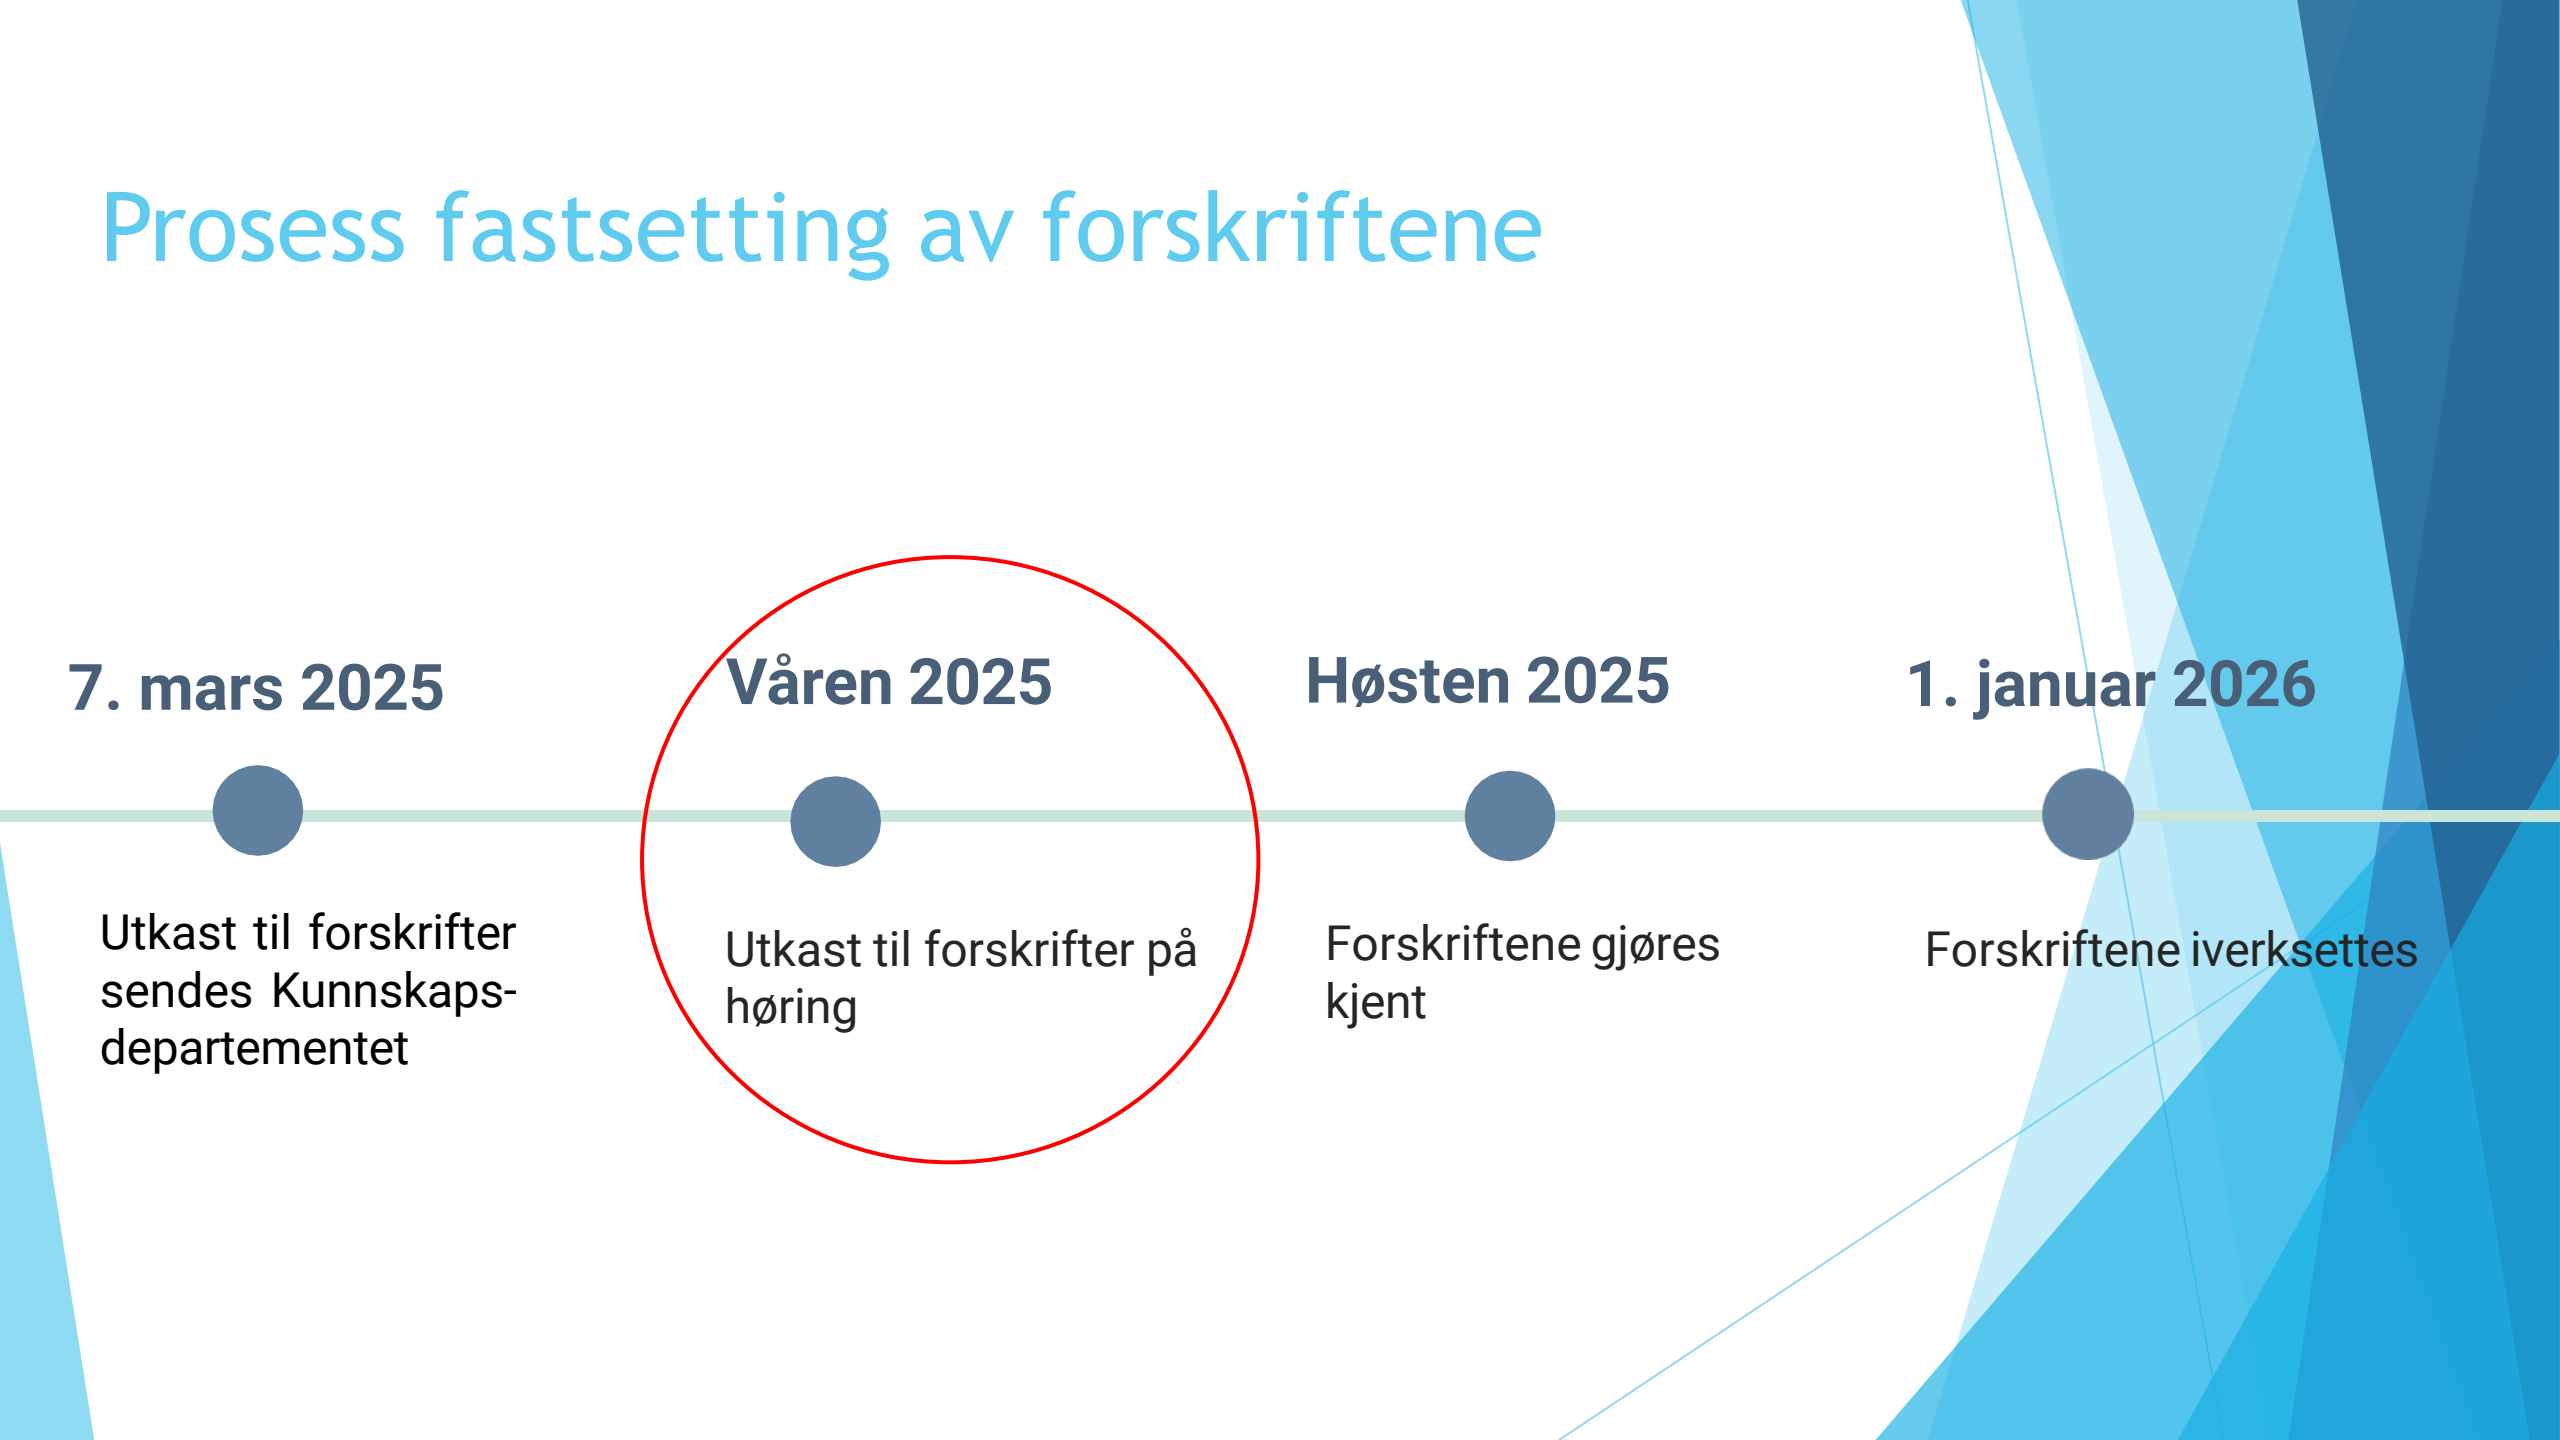 Prosess fastsetting av forskriftene
7. mars 2025
Utkast til forskrifter
sendes Kunnskaps-
departementet
Våren 2025
Utkast til forskrifter på
høring
Høsten 2025
Forskriftene gjøres
kjent
1. januar 2026
Forskriftene iverksettes